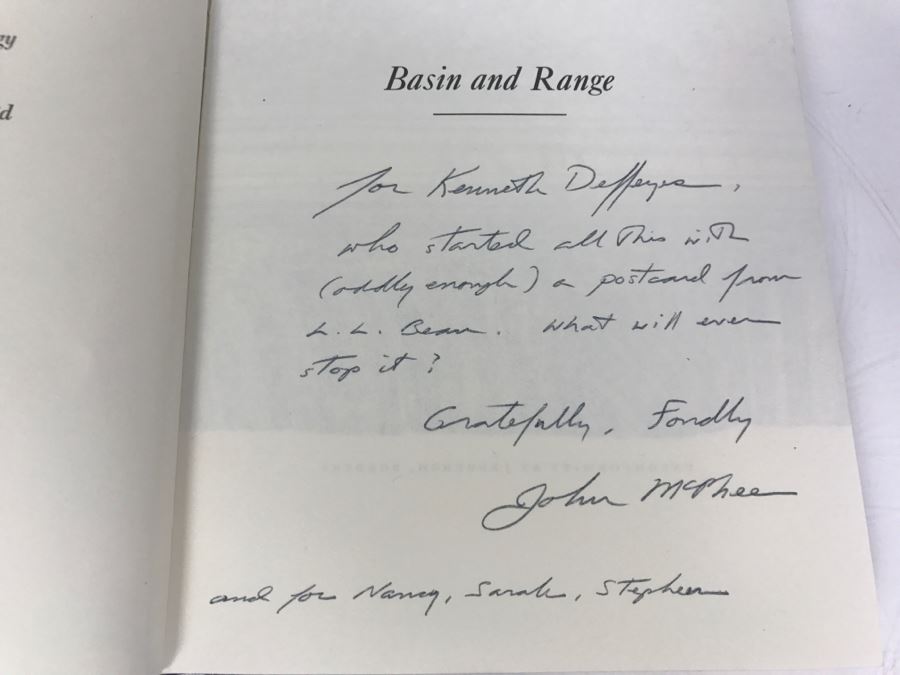 gy
d
Basin and Range
for Kenneth Deffeyes,
who started all this with
(oddly enough) a postcard from
L. L. Bean. What will ever
stop it?
Gratefully, Fondly
John McPhee
and for Nancy, Sarah, Stephen